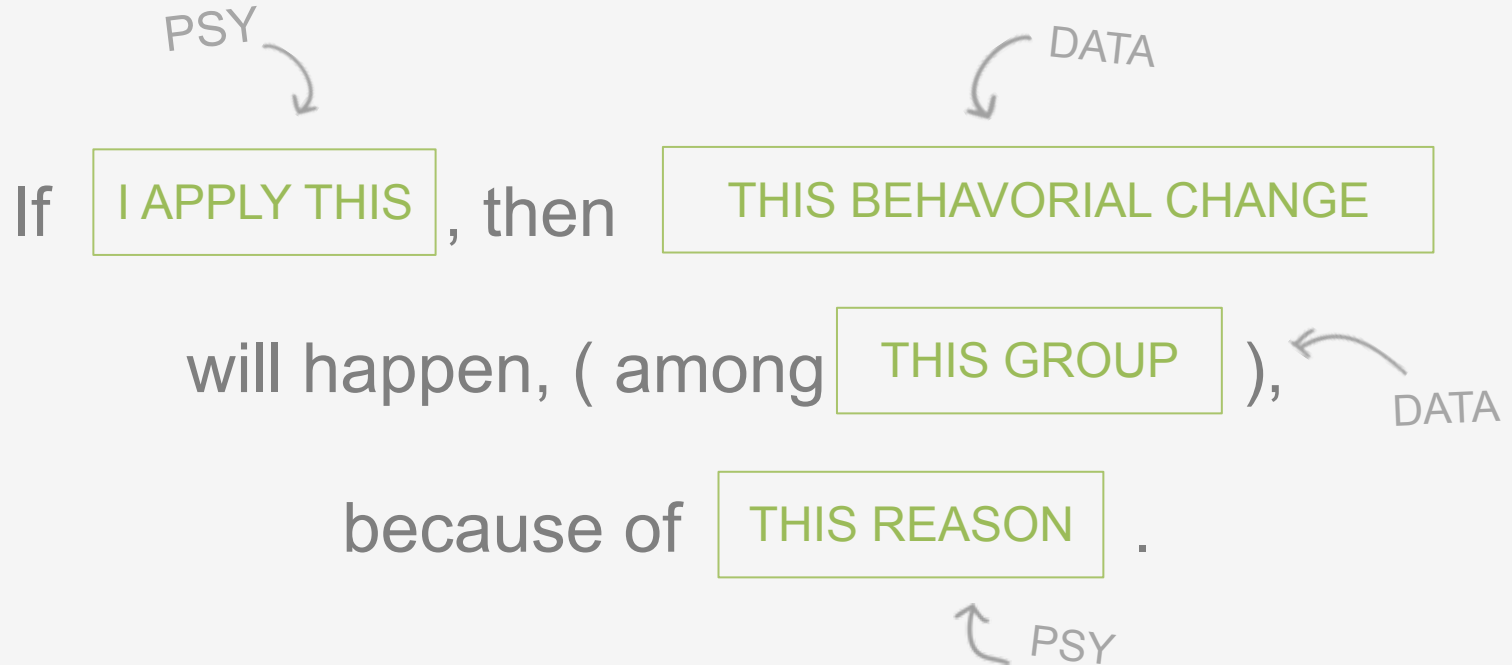 PSY
DATA
If I APPLY THIS , then THIS BEHAVORIAL CHANGE
will happen, ( among THIS GROUP ),
DATA
because of THIS REASON .
PSY